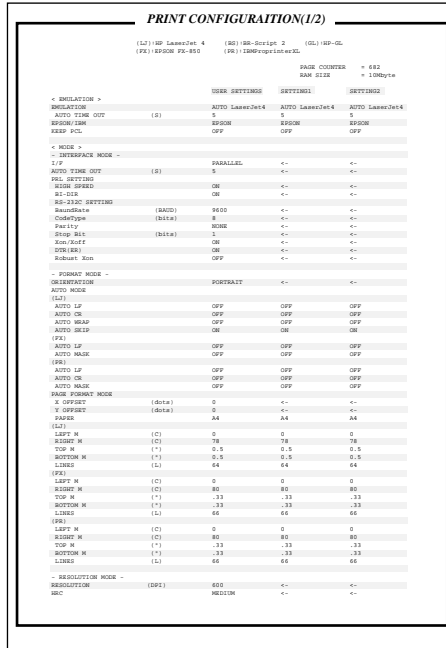 PRINT CONFIGURAITION(1/2)
(LJ):HP LaserJet 4 (BS):BR-Script 2 (GL):HP-GL
(FX):EPSON FX-850 (PR):IBMProprinterXL
PAGE COUNTER = 682
RAM SIZE = 10Mbyte
USER SETTINGS SETTING1 SETTING2
< EMULATION >
EMULATION AUTO LaserJet4 AUTO LaserJet4 AUTO LaserJet4
AUTO TIME OUT (S) 5 5 5
EPSON/IBM EPSON EPSON EPSON
KEEP PCL OFF OFF OFF
< MODE >
- INTERFACE MODE -
I/F PARALLEL <- <-
AUTO TIME OUT (S) 5 <- <-
PRL SETTING
HIGH SPEED ON <- <-
BI-DIR ON <- <-
RS-232C SETTING
BaundRate (BAUD) 9600 <- <-
CodeType (bits) 8 <- <-
Parity NONE <- <-
Stop Bit (bits) 1 <- <-
Xon/Xoff ON <- <-
DTR(ER) ON <- <-
Robust Xon OFF <- <-
- FORMAT MODE -
ORIENTATION PORTRAIT <- <-
AUTO MODE
(LJ)
AUTO LF OFF OFF OFF
AUTO CR OFF OFF OFF
AUTO WRAP OFF OFF OFF
AUTO SKIP ON ON ON
(FX)
AUTO LF OFF OFF OFF
AUTO MASK OFF OFF OFF
(PR)
AUTO LF OFF OFF OFF
AUTO CR OFF OFF OFF
AUTO MASK OFF OFF OFF
PAGE FORMAT MODE
X OFFSET (dots) 0 <- <-
Y OFFSET (dots) 0 <- <-
PAPER A4 A4 A4
(LJ)
LEFT M (C) 0 0 0
RIGHT M (C) 78 78 78
TOP M (") 0.5 0.5 0.5
BOTTOM M (") 0.5 0.5 0.5
LINES (L) 64 64 64
(FX)
LEFT M (C) 0 0 0
RIGHT M (C) 80 80 80
TOP M (") .33 .33 .33
BOTTOM M (") .33 .33 .33
LINES (L) 66 66 66
(PR)
LEFT M (C) 0 0 0
RIGHT M (C) 80 80 80
TOP M (") .33 .33 .33
BOTTOM M (") .33 .33 .33
LINES (L) 66 66 66
- RESOLUTION MODE -
RESOLUTION (DPI) 600 <- <-
HRC MEDIUM <- <-